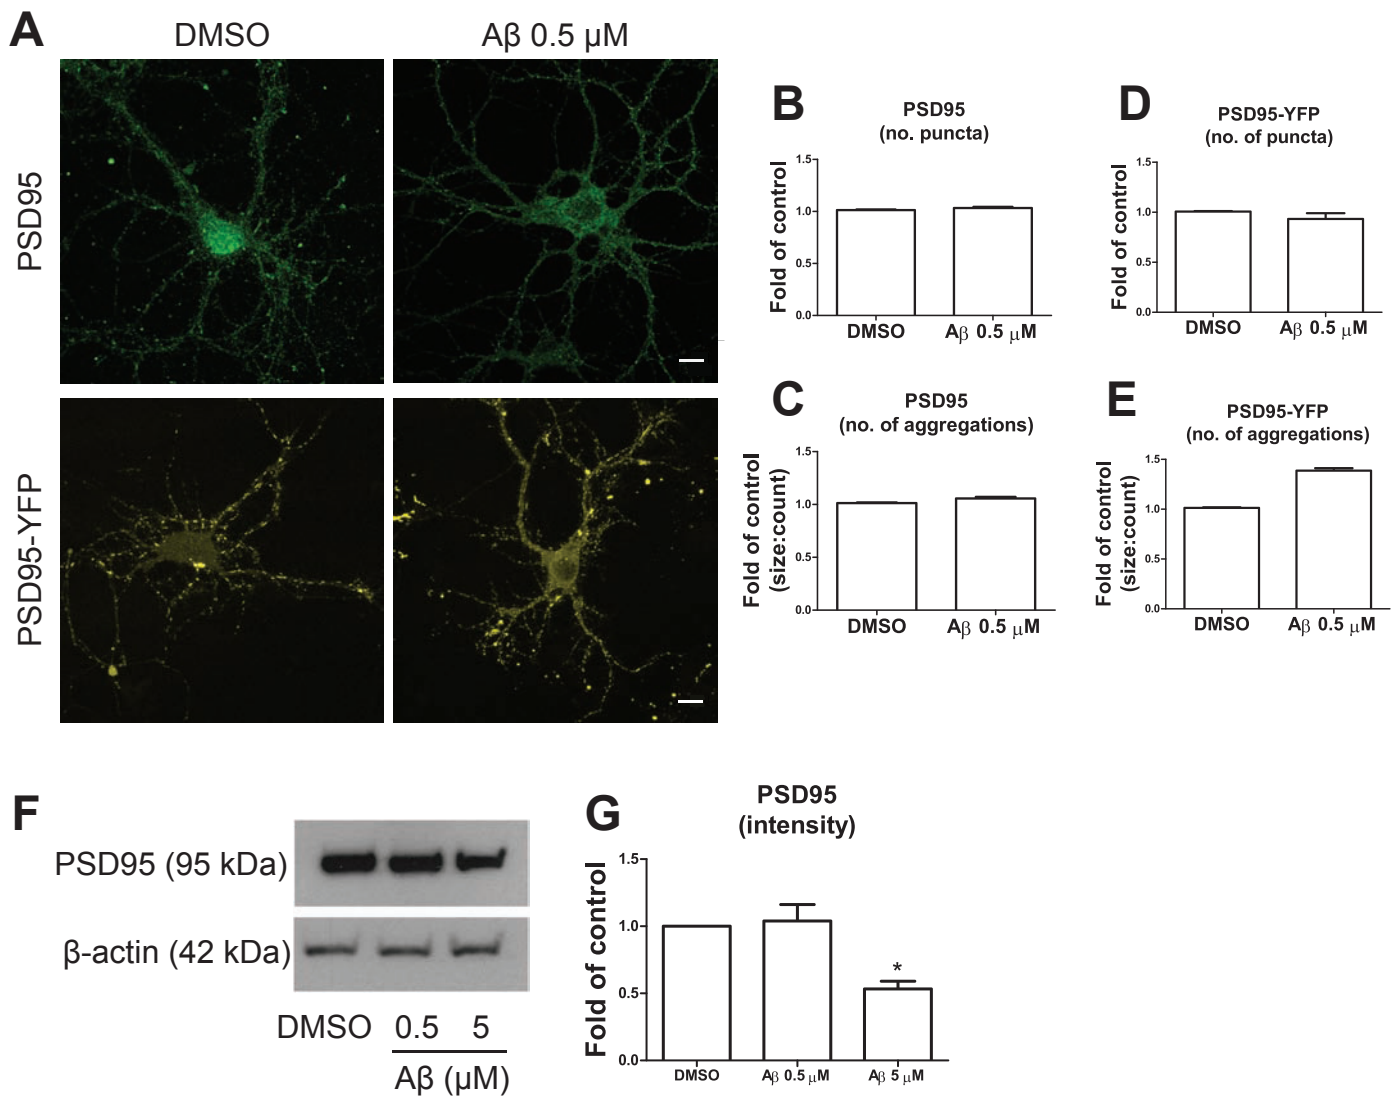 A
DMSO
Aβ 0.5 μM
PSD95
PSD95-YFP
B
PSD95
(no. puncta)
Fold of control
1.5
1.0
0.5
0.0
DMSO
Aβ 0.5 μM
D
PSD95-YFP
(no. of puncta)
Fold of control
1.5
1.0
0.5
0.0
DMSO
Aβ 0.5 μM
C
PSD95
(no. of aggregations)
Fold of control
(size:count)
1.5
1.0
0.5
0.0
DMSO
Aβ 0.5 μM
E
PSD95-YFP
(no. of aggregations)
Fold of control
(size:count)
1.5
1.0
0.5
0.0
DMSO
Aβ 0.5 μM
F
PSD95 (95 kDa)
β-actin (42 kDa)
DMSO 0.5 5
Aβ (μM)
G
PSD95
(intensity)
Fold of control
1.5
1.0
0.5
0.0
*
DMSO
Aβ 0.5 μM
Aβ 5 μM